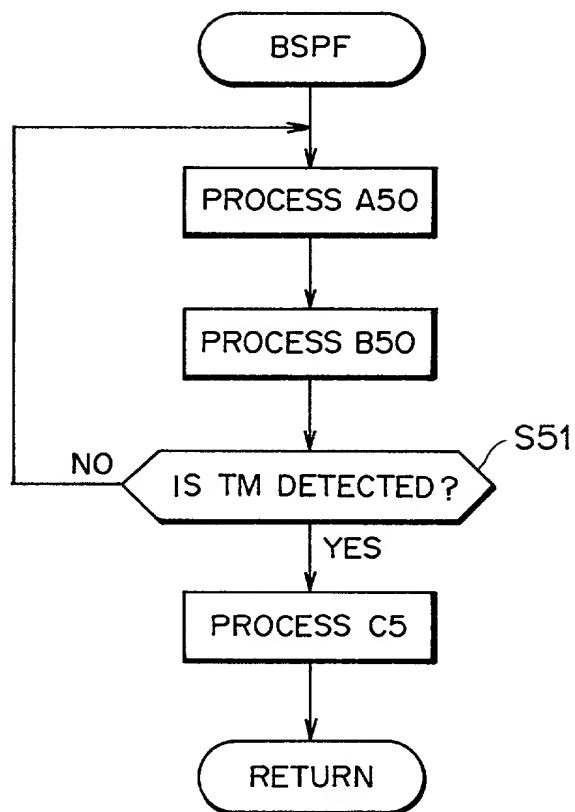 BSPF
PROCESS A50
PROCESS B50
S51
NO
IS TM DETECTED?
YES
PROCESS C5
RETURN